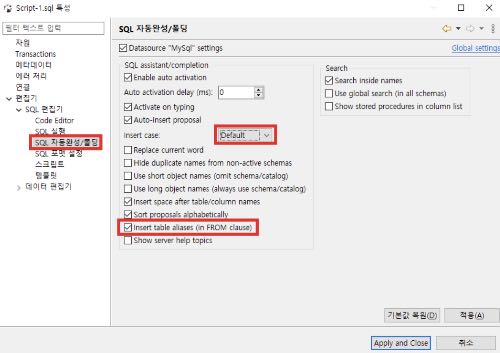 Script-1.sql 특성
필터 텍스트 입력
자원
Transactions
메타데이터
에러 처리
연결
편집기
SQL 편집기
Code Editor
SQL 실행
SQL 자동완성/폴딩
SQL 포맷 설정
스크립트
템플릿
데이터 편집기
SQL 자동완성/폴딩
Datasource "MySql" settings
Global settings
SQL assistant/completion
Enable auto activation
Auto activation delay (ms): 0
Activate on typing
Auto-insert proposal
Insert case: Default
Replace current word
Hide duplicate names from non-active schemas
Use short object names (omit schema/catalog)
Use long object names (always use schema/catalog)
Insert space after table/column names
Sort proposals alphabetically
Insert table aliases (in FROM clause)
Show server help topics
Search
Search inside names
Use global search (in all schemas)
Show stored procedures in column list
기본값 복원(D)
적용(A)
Apply and Close
취소